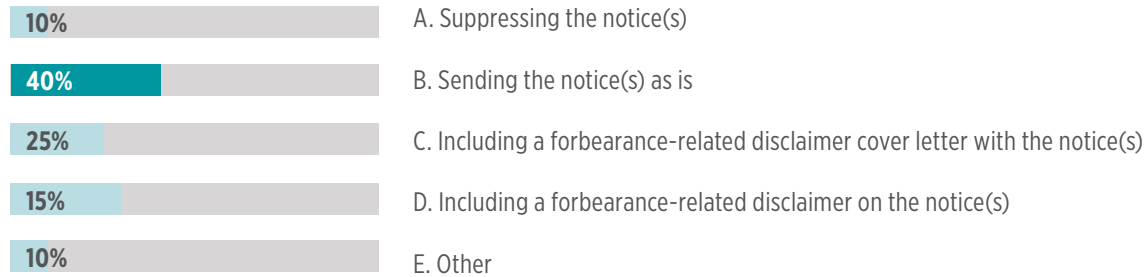 10% A. Suppressing the notice(s)
40% B. Sending the notice(s) as is
25% C. Including a forbearance-related disclaimer cover letter with the notice(s)
15% D. Including a forbearance-related disclaimer on the notice(s)
10% E. Other